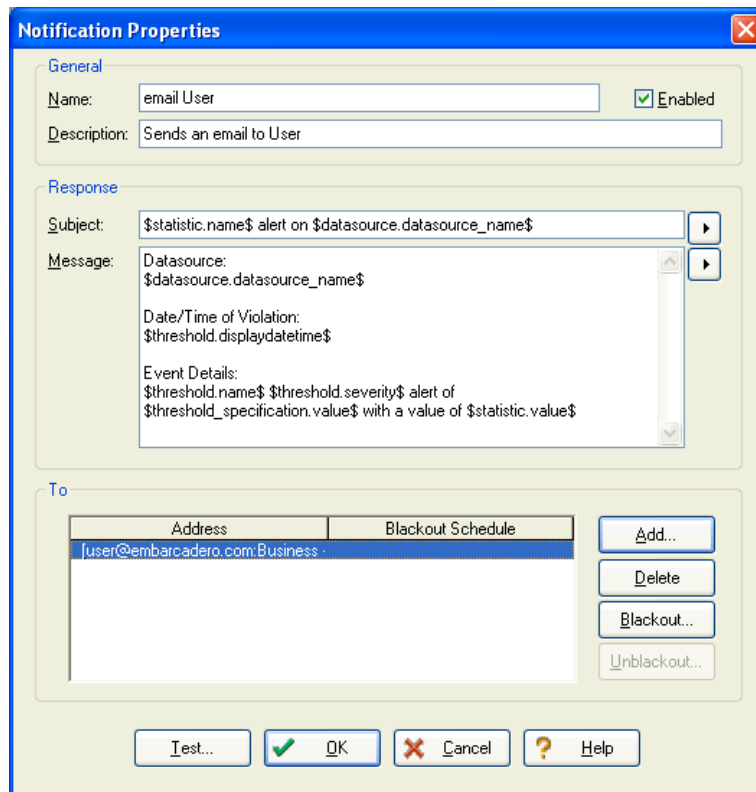 Notification Properties
General
Name: email User Enabled
Description: Sends an email to User
Response
Subject: $statistic.name$ alert on $datasource.datasource_name$
Message: Datasource:
$datasource.datasource_name$
Date/Time of Violation:
$threshold.displaydatetime$
Event Details:
$threshold.name$ $threshold.severity$ alert of
$threshold_specification.value$ with a value of $statistic.value$
To
Address Blackout Schedule
[user@embarcadero.com:Business -
Add...
Delete
Blackout...
Unblackout...
Test... OK Cancel Help